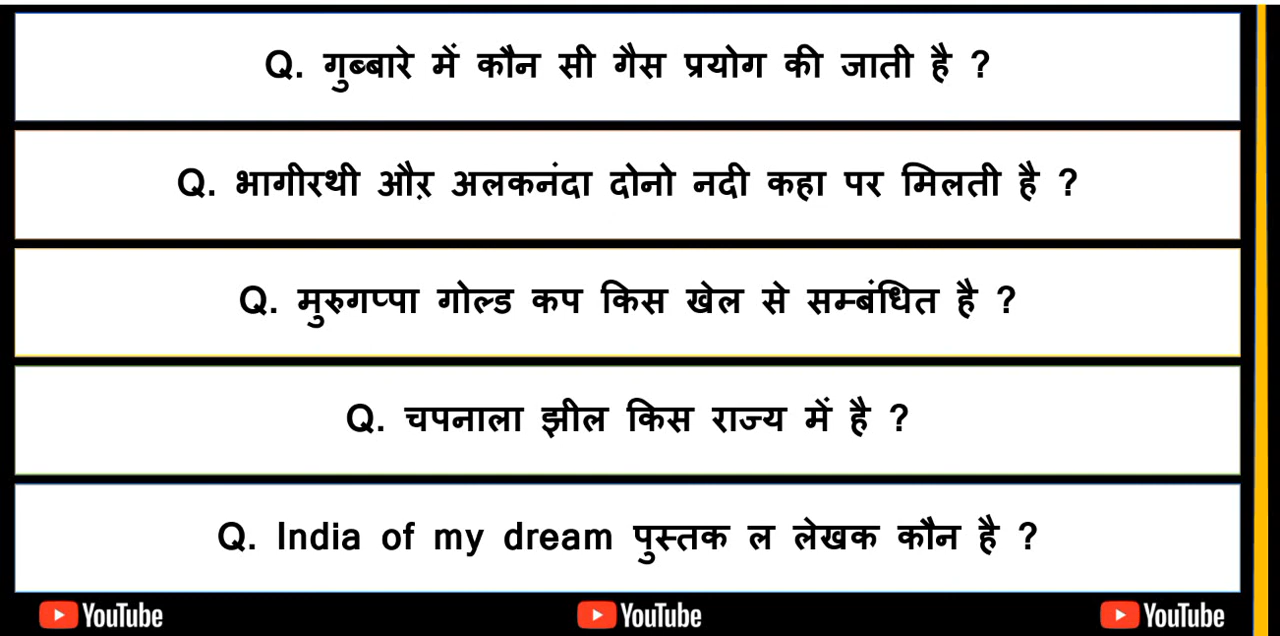 Q. गुब्बारे में कौन सी गैस प्रयोग की जाती है ?
Q. भागीरथी औऱ अलकनंदा दोनो नदी कहा पर मिलती है ?
Q. मुरुगप्पा गोल्ड कप किस खेल से सम्बंधित है ?
Q. चपनाला झील किस राज्य में है ?
Q. India of my dream पुस्तक ल लेखक कौन है ?
YouTube YouTube YouTube